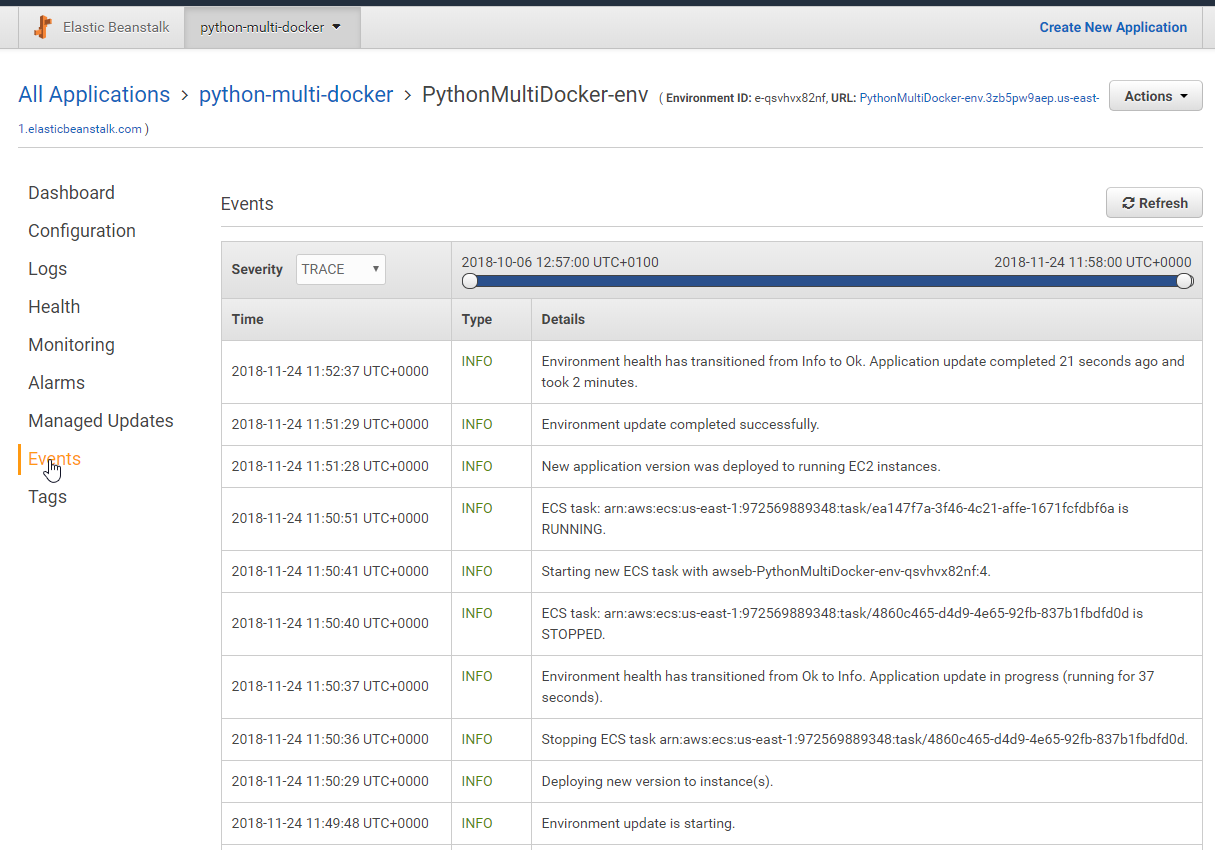 Elastic Beanstalk
python-multi-docker
Create New Application
All Applications › python-multi-docker › PythonMultiDocker-env ( Environment ID: e-qsvhvx82nf, URL: PythonMultiDocker-env.3zb5pw9aep.us-east-
1.elasticbeanstalk.com )
Actions
Dashboard
Configuration
Logs
Health
Monitoring
Alarms
Managed Updates
Events
Tags
Events
Refresh
Severity TRACE
2018-10-06 12:57:00 UTC+0100 2018-11-24 11:58:00 UTC+0000
Time Type Details
2018-11-24 11:52:37 UTC+0000 INFO Environment health has transitioned from Info to Ok. Application update completed 21 seconds ago and
took 2 minutes.
2018-11-24 11:51:29 UTC+0000 INFO Environment update completed successfully.
2018-11-24 11:51:28 UTC+0000 INFO New application version was deployed to running EC2 instances.
2018-11-24 11:50:51 UTC+0000 INFO ECS task: arn:aws:ecs:us-east-1:972569889348:task/ea147f7a-3f46-4c21-affe-1671fcfdbf6a is
RUNNING.
2018-11-24 11:50:41 UTC+0000 INFO Starting new ECS task with awseb-PythonMultiDocker-env-qsvhvx82nf:4.
2018-11-24 11:50:40 UTC+0000 INFO ECS task: arn:aws:ecs:us-east-1:972569889348:task/4860c465-d4d9-4e65-92fb-837b1fbdfd0d is
STOPPED.
2018-11-24 11:50:37 UTC+0000 INFO Environment health has transitioned from Ok to Info. Application update in progress (running for 37
seconds).
2018-11-24 11:50:36 UTC+0000 INFO Stopping ECS task arn:aws:ecs:us-east-1:972569889348:task/4860c465-d4d9-4e65-92fb-837b1fbdfd0d.
2018-11-24 11:50:29 UTC+0000 INFO Deploying new version to instance(s).
2018-11-24 11:49:48 UTC+0000 INFO Environment update is starting.